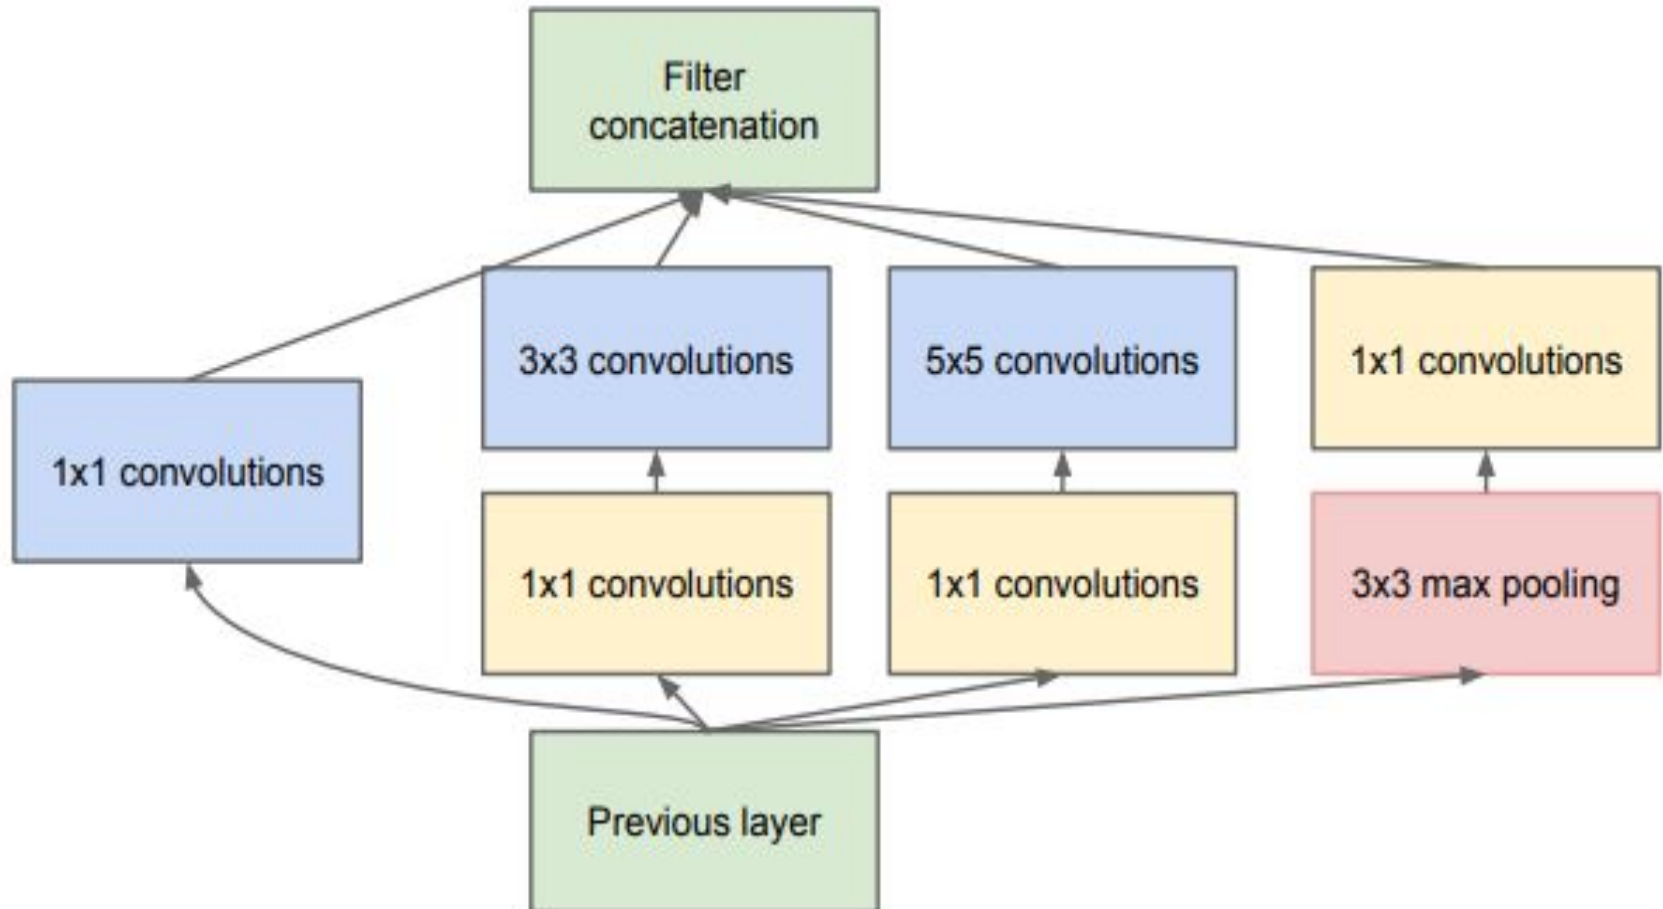 Filter
concatenation
3x3 convolutions
5x5 convolutions
1x1 convolutions
1x1 convolutions
1x1 convolutions
1x1 convolutions
3x3 max pooling
Previous layer